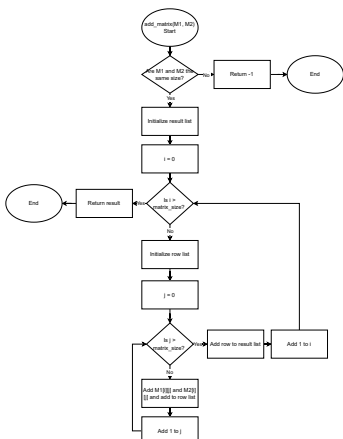 add_matrix(M1, M2)
Start
Are M1 and M2 the
same size?
No
Return -1
End
Yes
Initialize result list
i = 0
Is i >
matrix_size?
Yes
Return result
End
No
Initialize row list
j = 0
Is j >
matrix_size?
Yes
Add row to result list
Add 1 to i
No
Add M1[i][j] and M2[i]
[j] and add to row list
Add 1 to j